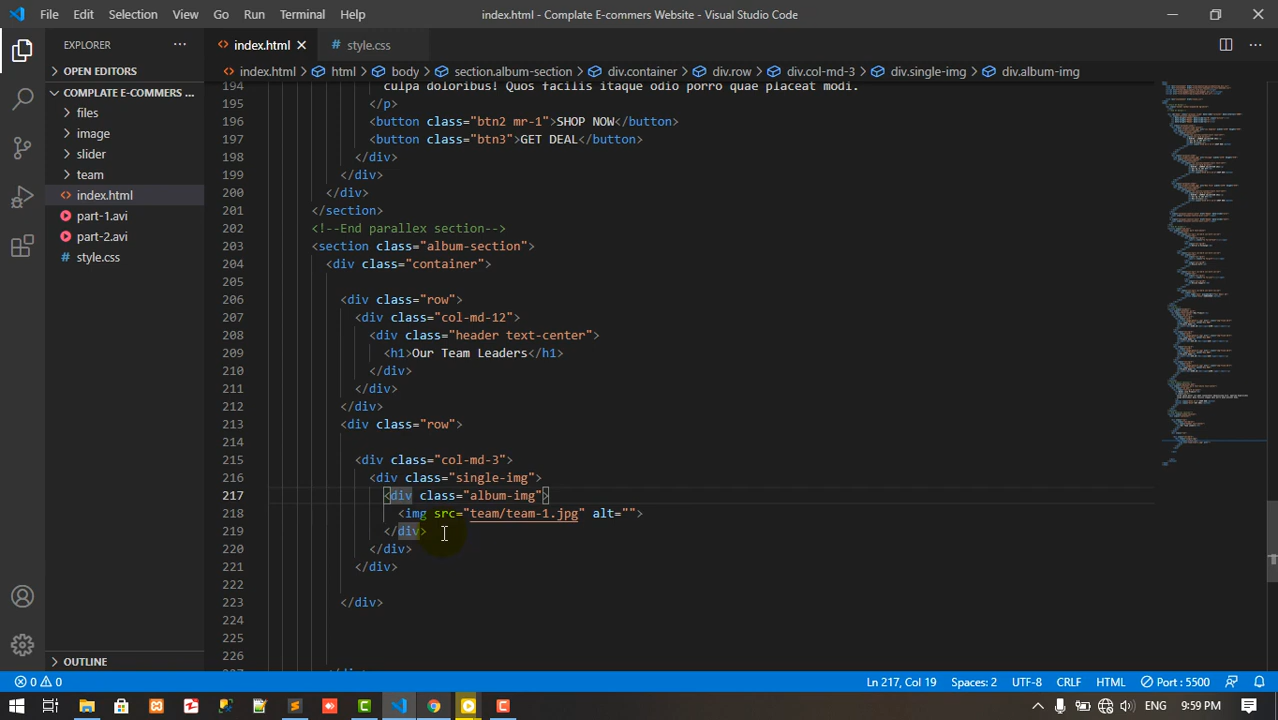 File Edit Selection View Go Run Terminal Help index.html - Complate E-commers Website - Visual Studio Code
EXPLORER
OPEN EDITORS
COMPLATE E-COMMERS ...
files
image
slider
team
index.html
part-1.avi
part-2.avi
style.css
OUTLINE
index.html style.css
index.html > html > body > section.album-section > div.container > div.row > div.col-md-3 > div.single-img > div.album-img
194 culpa doloribus! Quos facilis itaque odio porro quae placeat modi.
195 </p>
196 <button class="btn2 mr-1">SHOP NOW</button>
197 <button class="btn3">GET DEAL</button>
198 </div>
199 </div>
200 </div>
201 </section>
202 <!--End parallex section-->
203 <section class="album-section">
204 <div class="container">
205
206 <div class="row">
207 <div class="col-md-12">
208 <div class="header text-center">
209 <h1>Our Team Leaders</h1>
210 </div>
211 </div>
212 </div>
213 <div class="row">
214
215 <div class="col-md-3">
216 <div class="single-img">
217 <div class="album-img">
218 <img src="team/team-1.jpg" alt="">
219 </div>
220 </div>
221 </div>
222
223 </div>
224
225
226
0 0 Ln 217, Col 19 Spaces: 2 UTF-8 CRLF HTML Port : 5500
ENG 9:59 PM